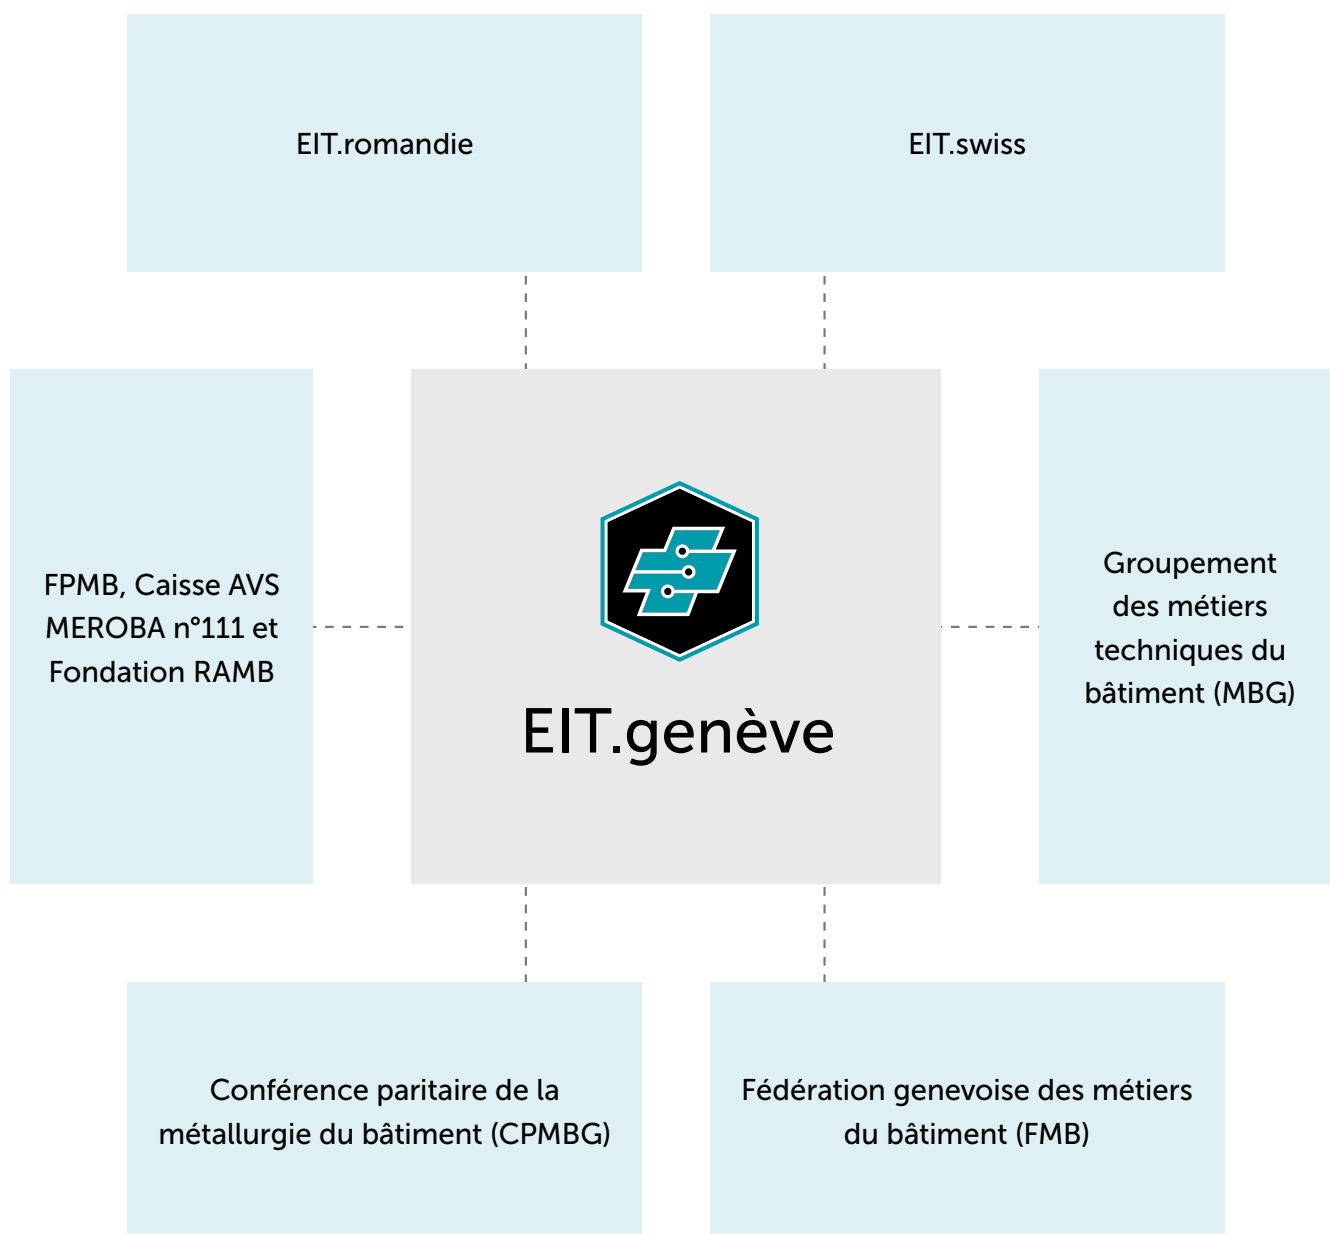 EIT.romandie
EIT.swiss
FPMB, Caisse AVS
MEROBA n°111 et
Fondation RAMB
EIT.genève
Groupement
des métiers
techniques du
bâtiment (MBG)
Conférence paritaire de la
métallurgie du bâtiment (CPMBG)
Fédération genevoise des métiers
du bâtiment (FMB)